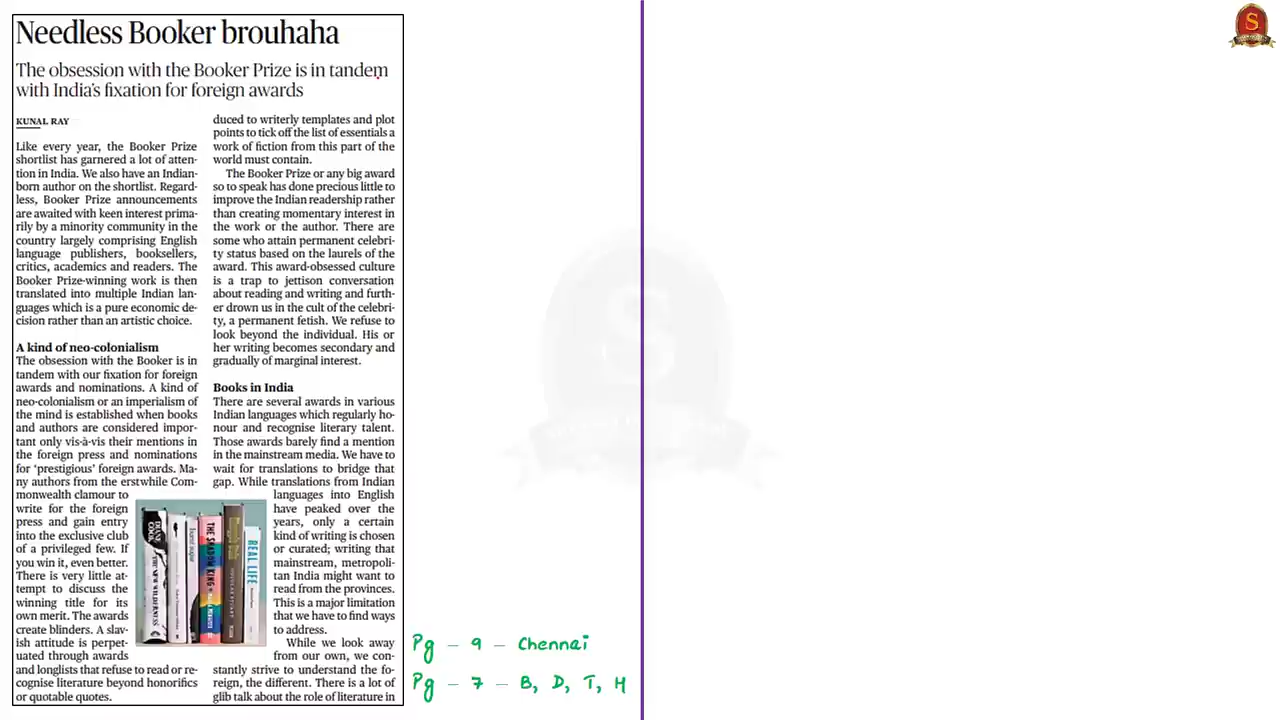 Needless Booker brouhaha
The obsession with the Booker Prize is in tandem
with India's fixation for foreign awards
KUNAL RAY
Like every year, the Booker Prize
shortlist has garnered a lot of atten-
tion in India. We also have an Indian-
born author on the shortlist. Regard-
less, Booker Prize announcements
are awaited with keen interest prima-
rily by a minority community in the
country largely comprising English
language publishers, booksellers,
critics, academics and readers. The
Booker Prize-winning work is then
translated into multiple Indian lan-
guages which is a pure economic de-
cision rather than an artistic choice.
A kind of neo-colonialism
The obsession with the Booker is in
tandem with our fixation for foreign
awards and nominations. A kind of
neo-colonialism or an imperialism of
the mind is established when books
and authors are considered impor-
tant only vis-à-vis their mentions in
the foreign press and nominations
for 'prestigious' foreign awards. Ma-
ny authors from the erstwhile Com-
monwealth clamour to
write for the foreign
press and gain entry
into the exclusive club
of a privileged few. If
you win it, even better.
There is very little at-
tempt to discuss the
winning title for its
own merit. The awards
create blinders. A slav-
ish attitude is perpet-
uated through awards
and longlists that refuse to read or re-
cognise literature beyond honorifics
or quotable quotes.
duced to writerly templates and plot
points to tick off the list of essentials a
work of fiction from this part of the
world must contain.
The Booker Prize or any big award
so to speak has done precious little to
improve the Indian readership rather
than creating momentary interest in
the work or the author. There are
some who attain permanent celebri-
ty status based on the laurels of the
award. This award-obsessed culture
is a trap to jettison conversation
about reading and writing and furth-
er drown us in the cult of the celebri-
ty, a permanent fetish. We refuse to
look beyond the individual. His or
her writing becomes secondary and
gradually of marginal interest.
Books in India
There are several awards in various
Indian languages which regularly ho-
nour and recognise literary talent.
Those awards barely find a mention
in the mainstream media. We have to
wait for translations to bridge that
gap. While translations from Indian
languages into English
have peaked over the
years, only a certain
kind of writing is chosen
or curated; writing that
mainstream, metropoli-
tan India might want to
read from the provinces.
This is a major limitation
that we have to find ways
to address.
While we look away
from our own, we con-
stantly strive to understand the fo-
reign, the different. There is a lot of
glib talk about the role of literature in
THE NEW WILDERNESS
THE SHADOW KING
REAL LIFE
Pg - 9 - Chennai
Pg - 7 - B, D, T, H
S